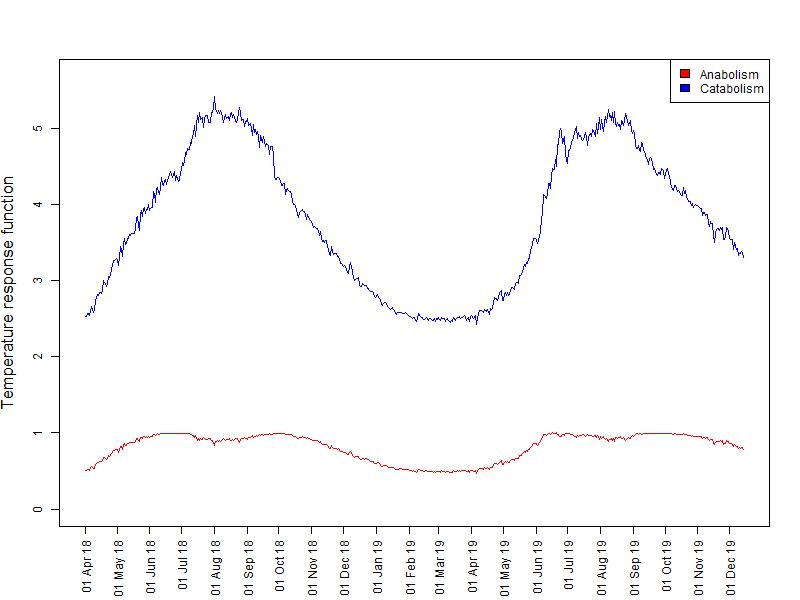 Anabolism
Catabolism
Temperature response function
5
4
3
2
1
0
01 Apr 18
01 May 18
01 Jun 18
01 Jul 18
01 Aug 18
01 Sep 18
01 Oct 18
01 Nov 18
01 Dec 18
01 Jan 19
01 Feb 19
01 Mar 19
01 Apr 19
01 May 19
01 Jun 19
01 Jul 19
01 Aug 19
01 Sep 19
01 Oct 19
01 Nov 19
01 Dec 19